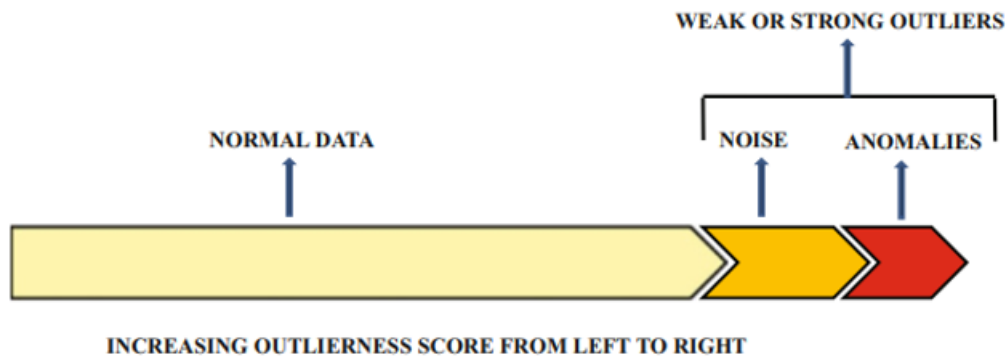 WEAK OR STRONG OUTLIERS
NORMAL DATA
NOISE
ANOMALIES
INCREASING OUTLIERNESS SCORE FROM LEFT TO RIGHT